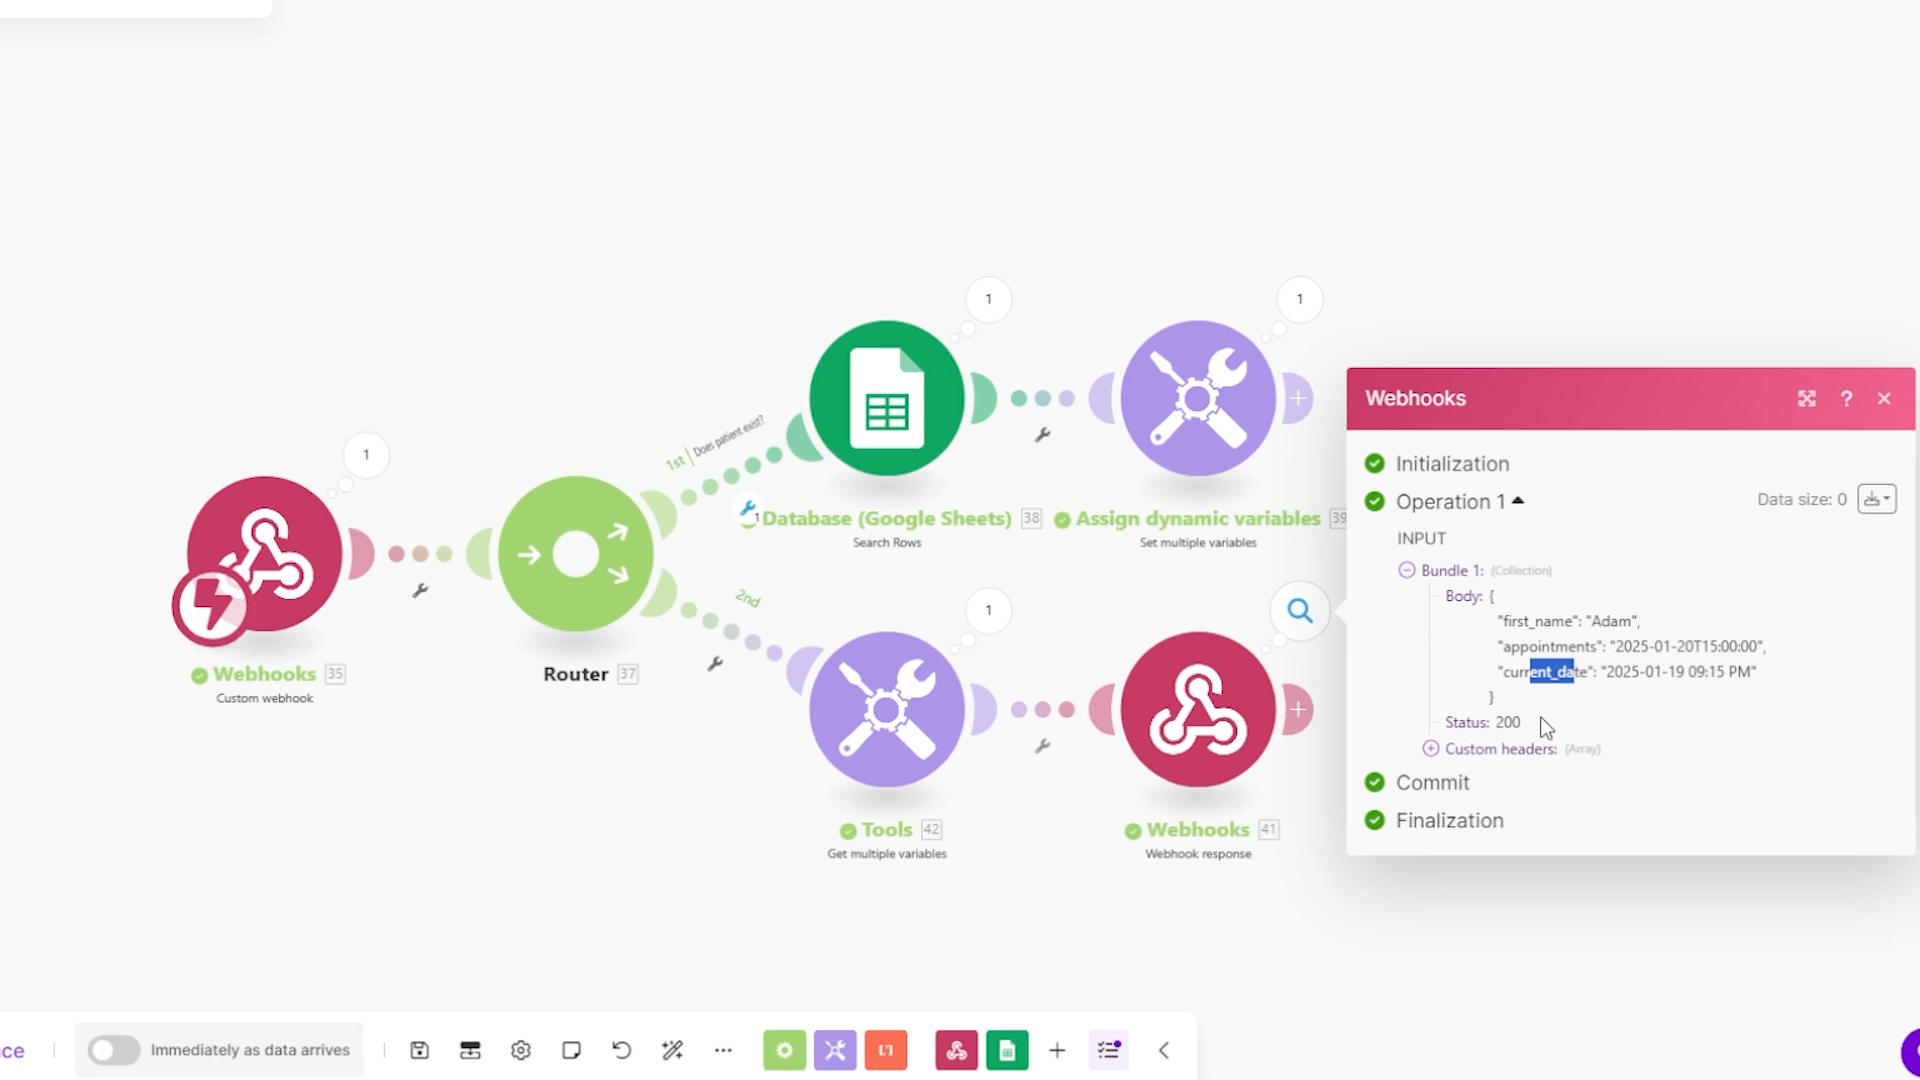 1
1
1st | Does patient exist?
1
Database (Google Sheets) 38
Search Rows
Assign dynamic variables 39
Set multiple variables
1
Webhooks 35
Custom webhook
Router 37
2nd
1
Tools 42
Get multiple variables
Webhooks 41
Webhook response
Webhooks
?
Initialization
Operation 1
Data size: 0
INPUT
Bundle 1: (Collection)
Body: {
"first_name": "Adam",
"appointments": "2025-01-20T15:00:00",
"current_date": "2025-01-19 09:15 PM"
}
Status: 200
Custom headers: (Array)
Commit
Finalization
ce
Immediately as data arrives